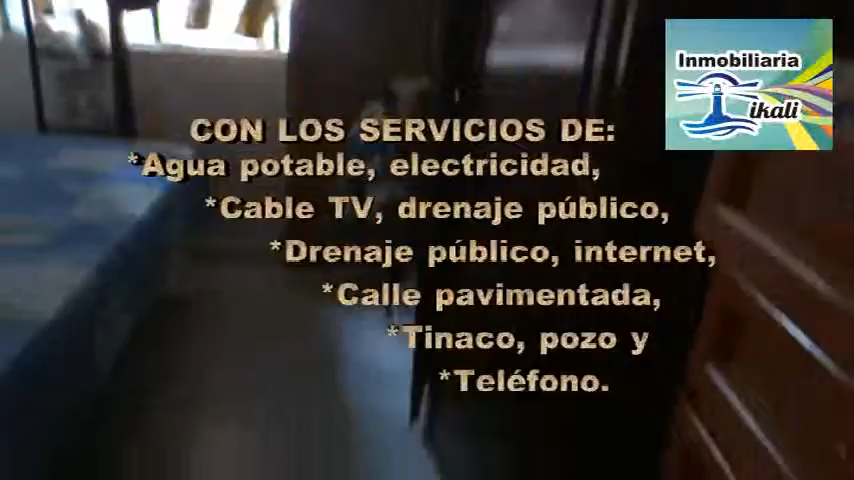 Inmobiliaria
ikali
CON LOS SERVICIOS DE:
*Agua potable, electricidad,
*Cable TV, drenaje público,
*Drenaje público, internet,
*Calle pavimentada,
*Tinaco, pozo y
*Teléfono.